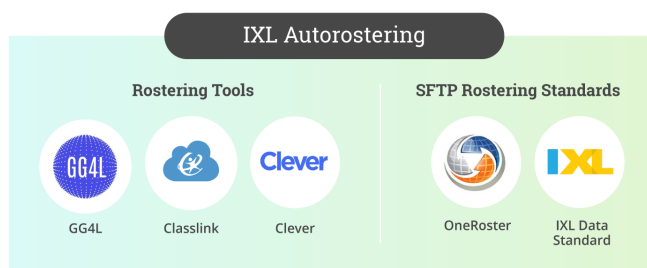 IXL Autorostering
Rostering Tools
SFTP Rostering Standards
GG4L
Clever
IXL
GG4L
Classlink
Clever
OneRoster
IXL Data
Standard